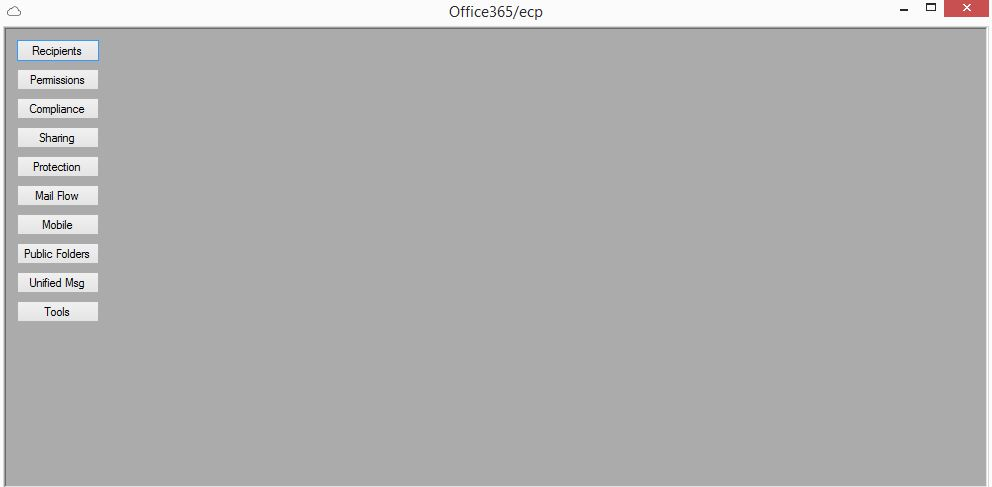 Office365/ecp
Recipients
Permissions
Compliance
Sharing
Protection
Mail Flow
Mobile
Public Folders
Unified Msg
Tools